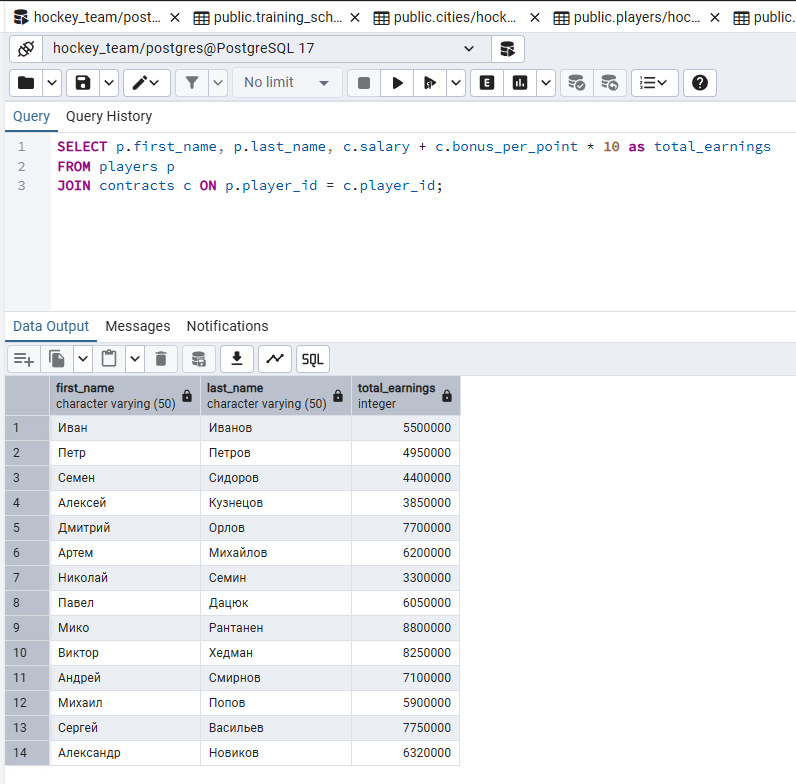 hockey_team/post... public.training_sch... public.cities/hock... public.players/hoc... public.
hockey_team/postgres@PostgreSQL 17
No limit E
Query Query History
1 SELECT p.first_name, p.last_name, c.salary + c.bonus_per_point * 10 as total_earnings
2 FROM players p
3 JOIN contracts c ON p.player_id = c.player_id;
Data Output Messages Notifications
SQL
first_name last_name total_earnings
character varying (50) character varying (50) integer
1 Иван Иванов 5500000
2 Петр Петров 4950000
3 Семен Сидоров 4400000
4 Алексей Кузнецов 3850000
5 Дмитрий Орлов 7700000
6 Артем Михайлов 6200000
7 Николай Семин 3300000
8 Павел Дацюк 6050000
9 Мико Рантанен 8800000
10 Виктор Хедман 8250000
11 Андрей Смирнов 7100000
12 Михаил Попов 5900000
13 Сергей Васильев 7750000
14 Александр Новиков 6320000